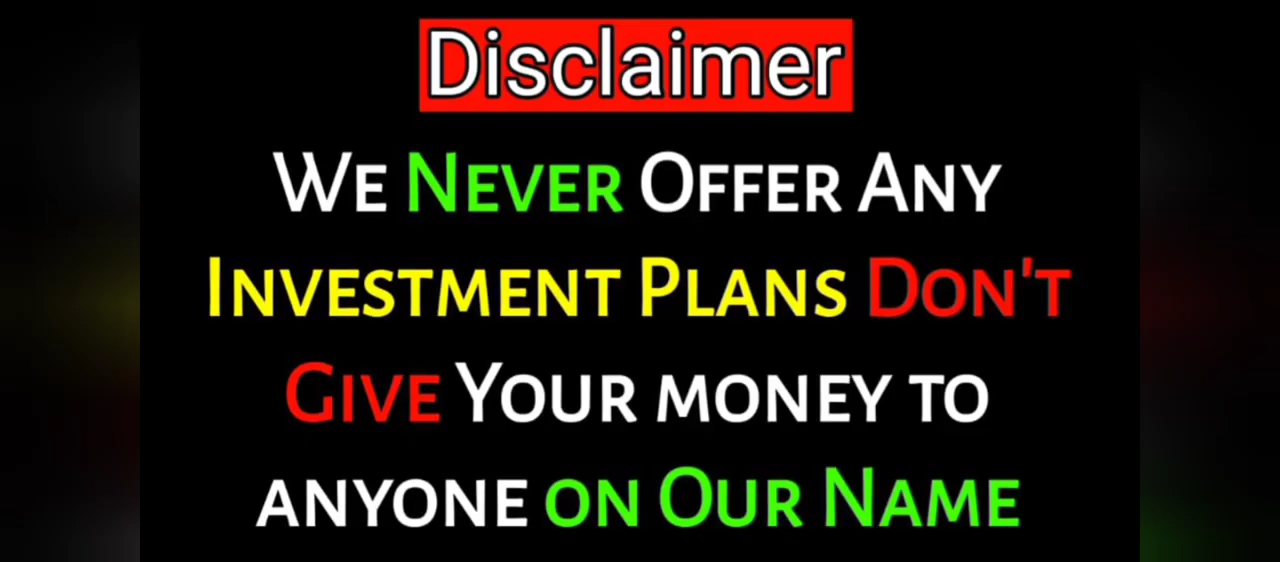 Disclaimer
We Never Offer Any
Investment Plans Don't
Give Your money to
anyone on Our Name